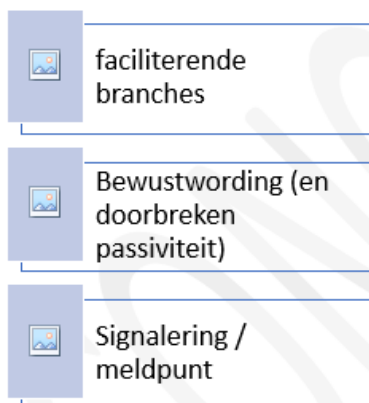 faciliterende
branches
Bewustwording (en
doorbreken
passiviteit)
Signalering /
meldpunt